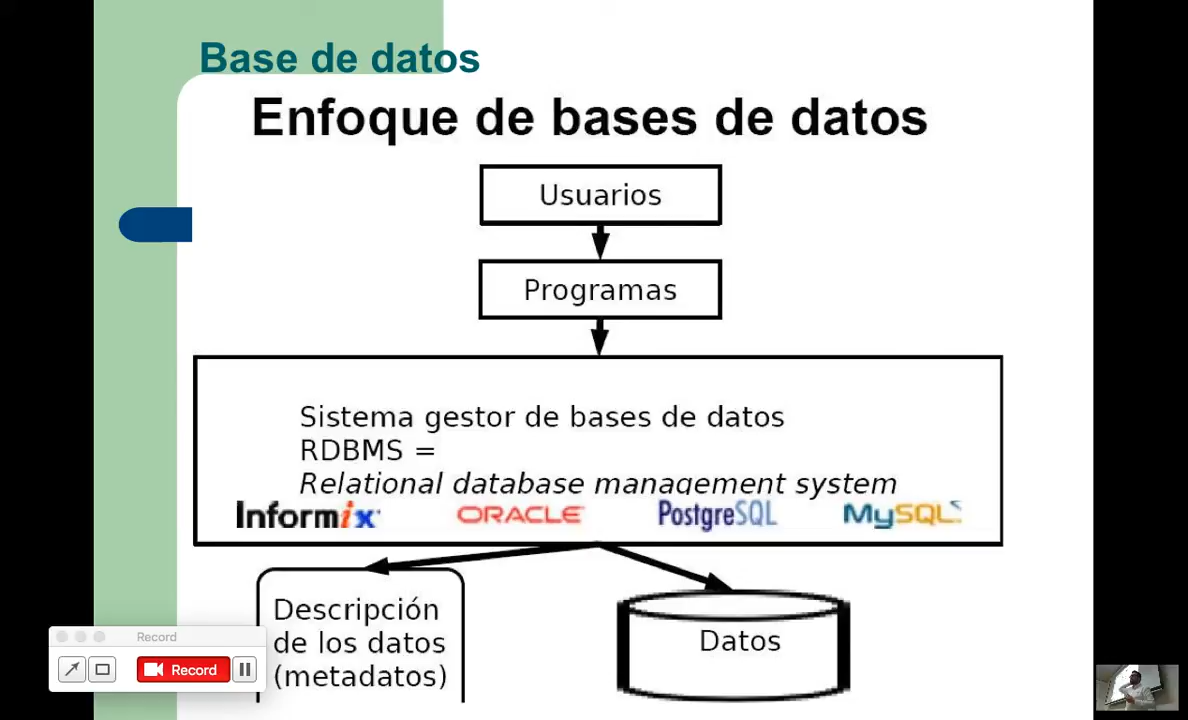 Base de datos
Enfoque de bases de datos
Usuarios
Programas
Sistema gestor de bases de datos
RDBMS =
Relational database management system
Informix ORACLE PostgreSQL MySQL
Descripción
de los datos
(metadatos)
Datos
Record
Record